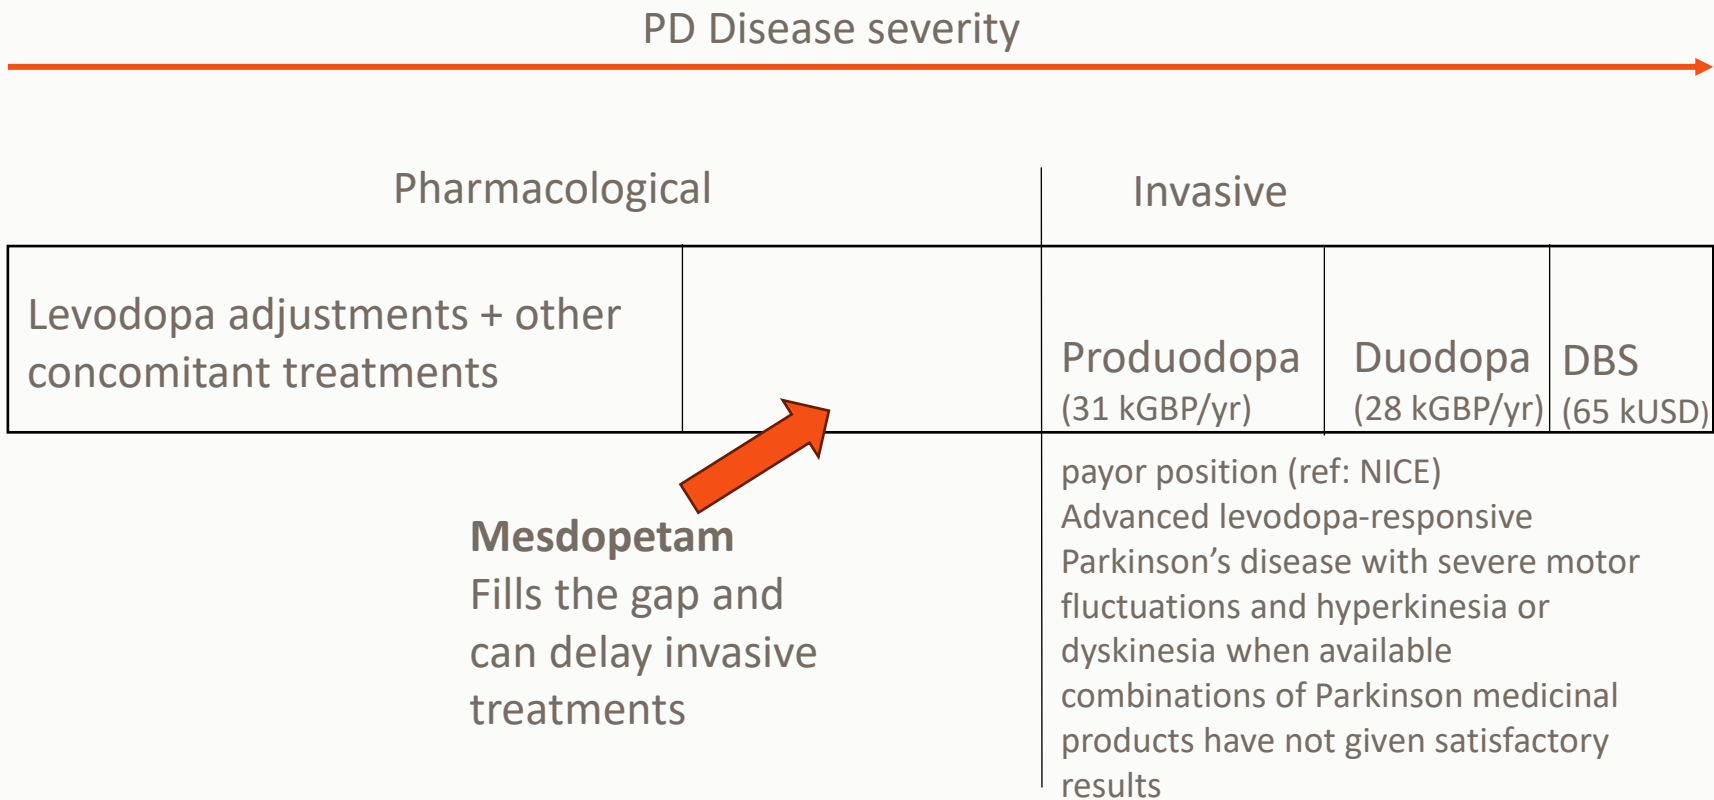 PD Disease severity
Pharmacological
Invasive
Levodopa adjustments + other
concomitant treatments
Produodopa
(31 kGBP/yr)
Duodopa
(28 kGBP/yr)
DBS
(65 kUSD)
Mesdopetam
Fills the gap and
can delay invasive
treatments
payor position (ref: NICE)
Advanced levodopa-responsive
Parkinson’s disease with severe motor
fluctuations and hyperkinesia or
dyskinesia when available
combinations of Parkinson medicinal
products have not given satisfactory
results